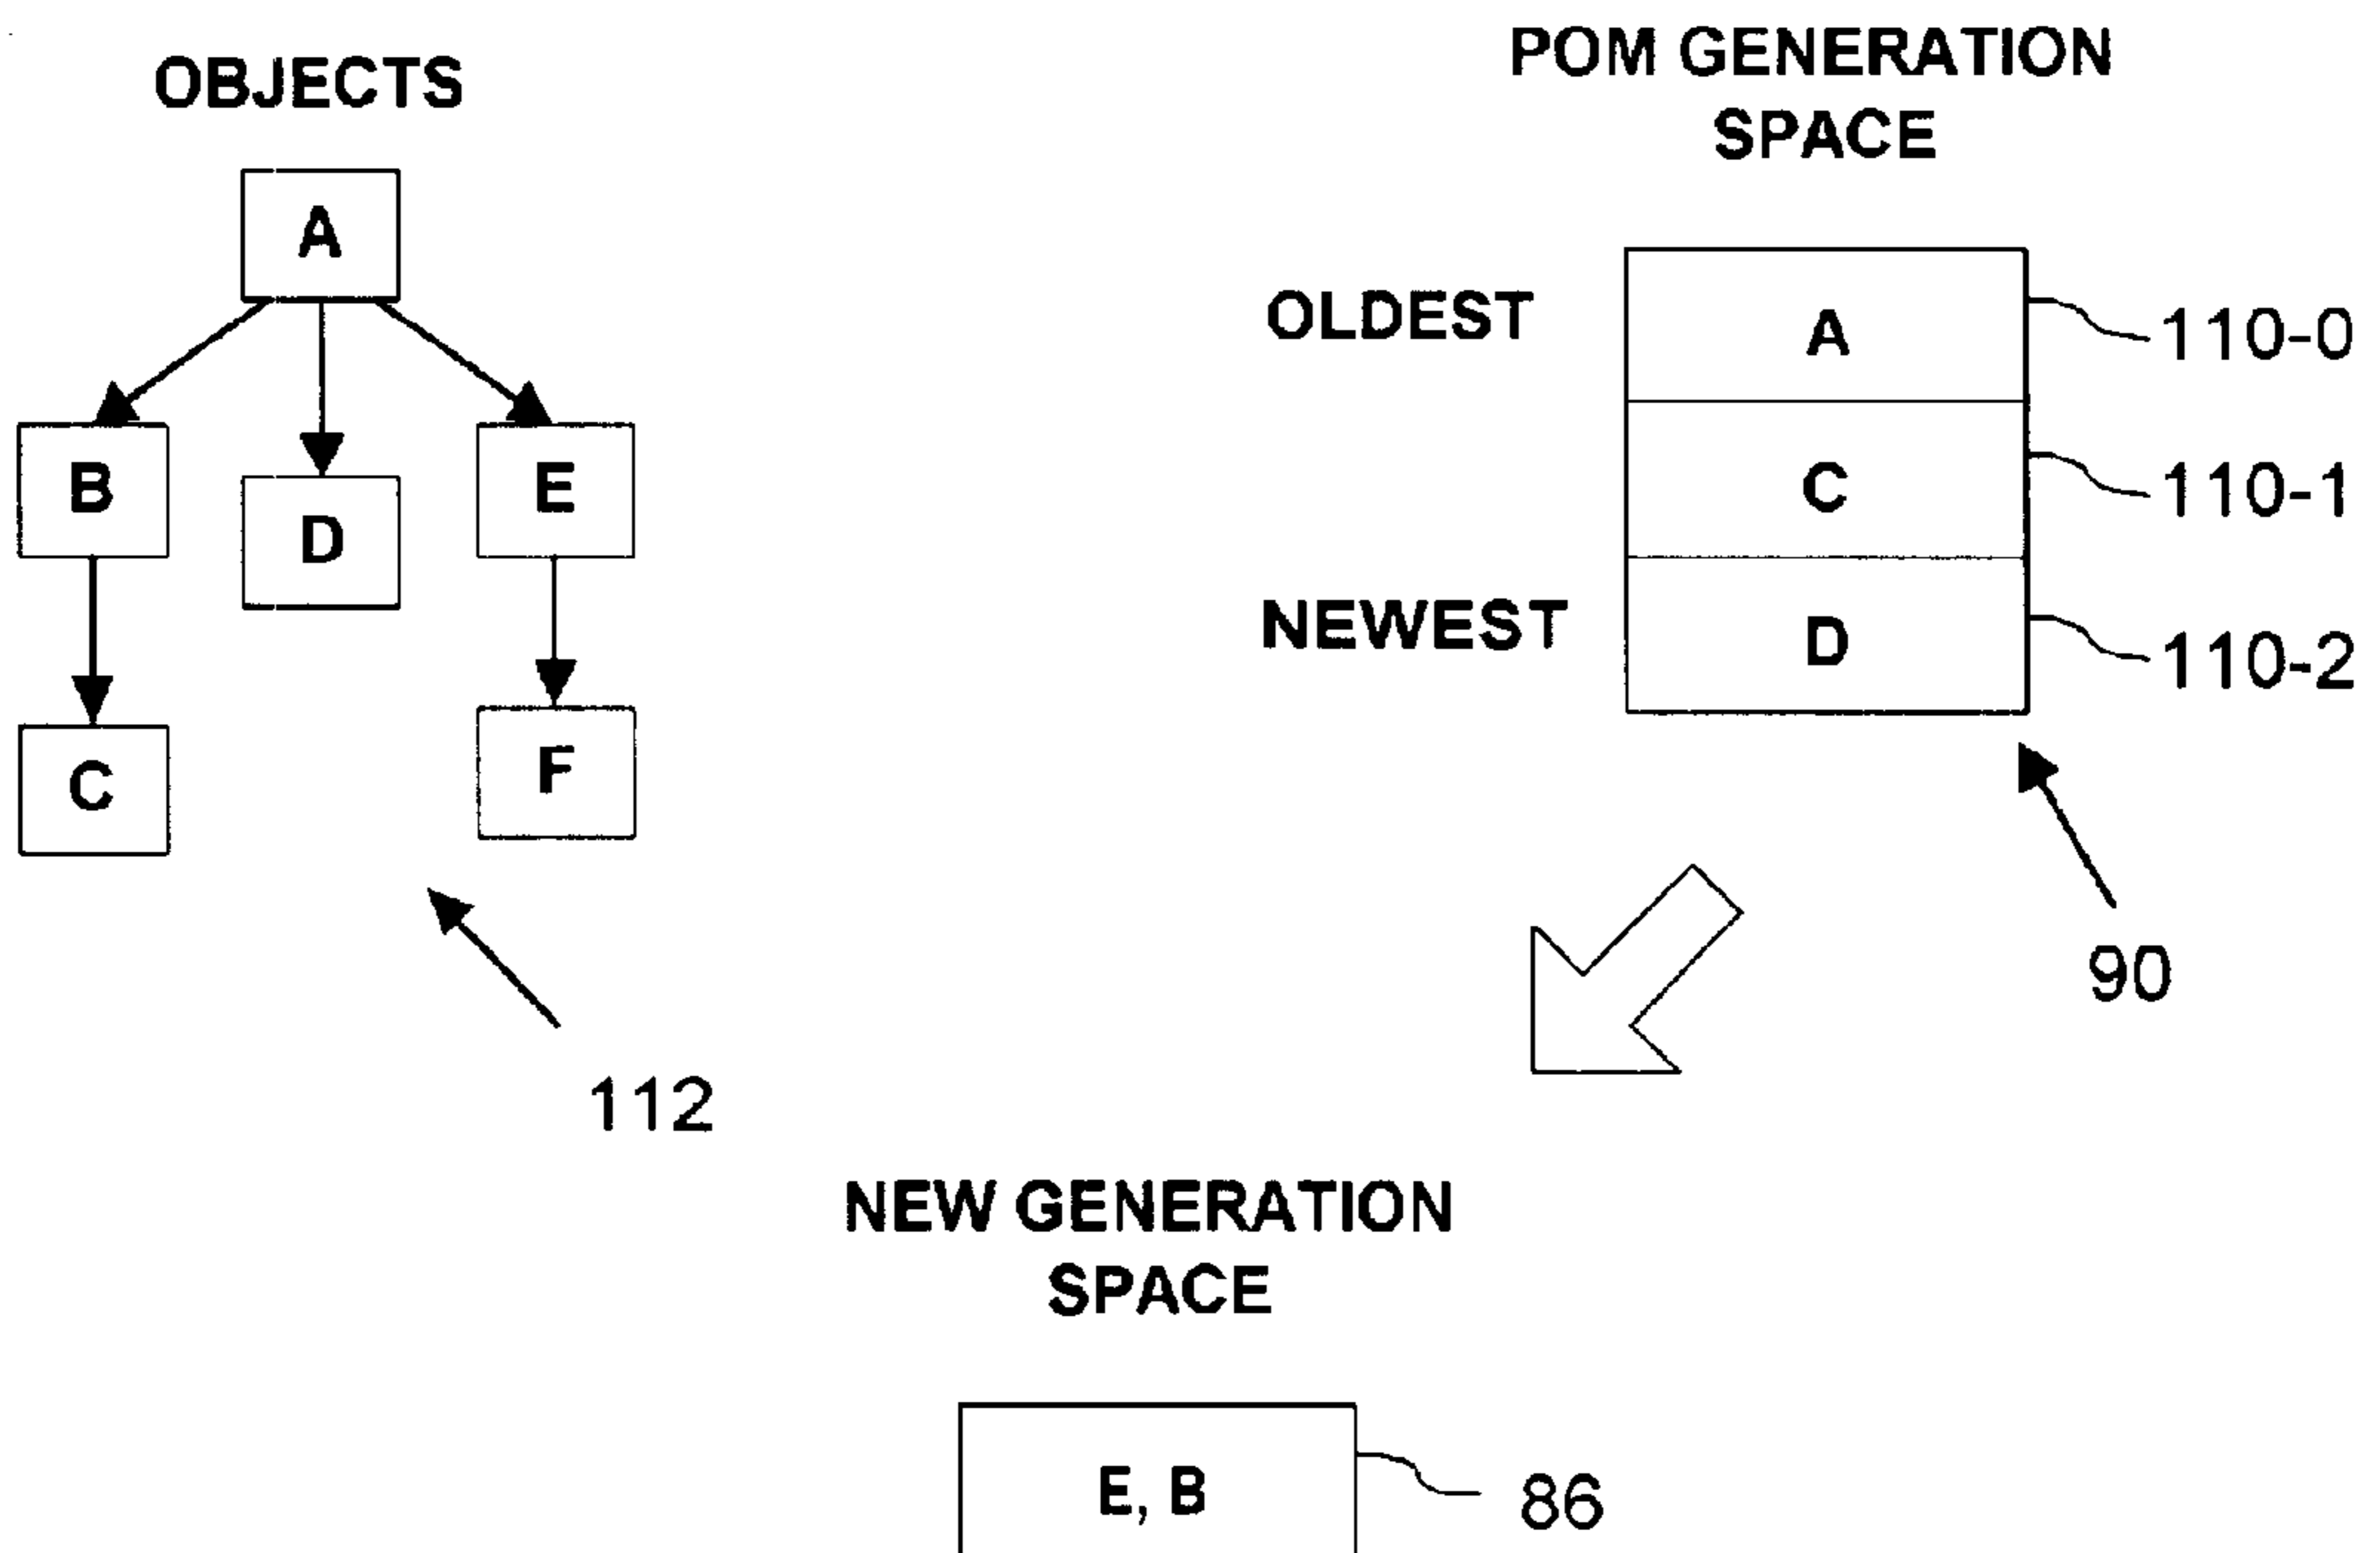 OBJECTS
A
B
D
E
C
F
112
POM GENERATION
SPACE
OLDEST
A
110-0
C
110-1
NEWEST
D
110-2
90
NEW GENERATION
SPACE
E, B
86